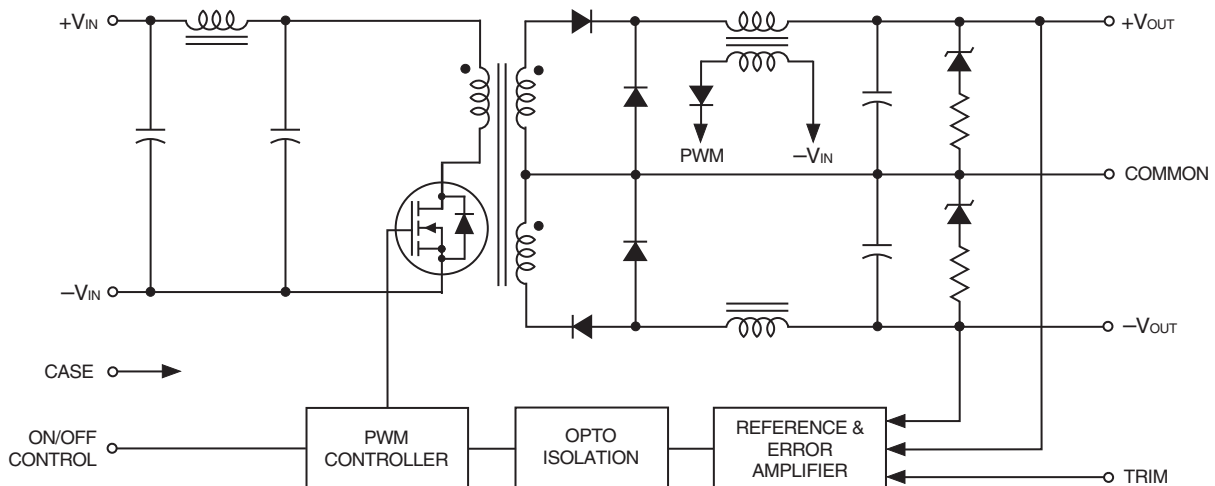 +VIN
+VOUT
PWM
−VIN
COMMON
−VIN
−VOUT
CASE
ON/OFF
CONTROL
PWM
CONTROLLER
OPTO
ISOLATION
REFERENCE &
ERROR
AMPLIFIER
TRIM